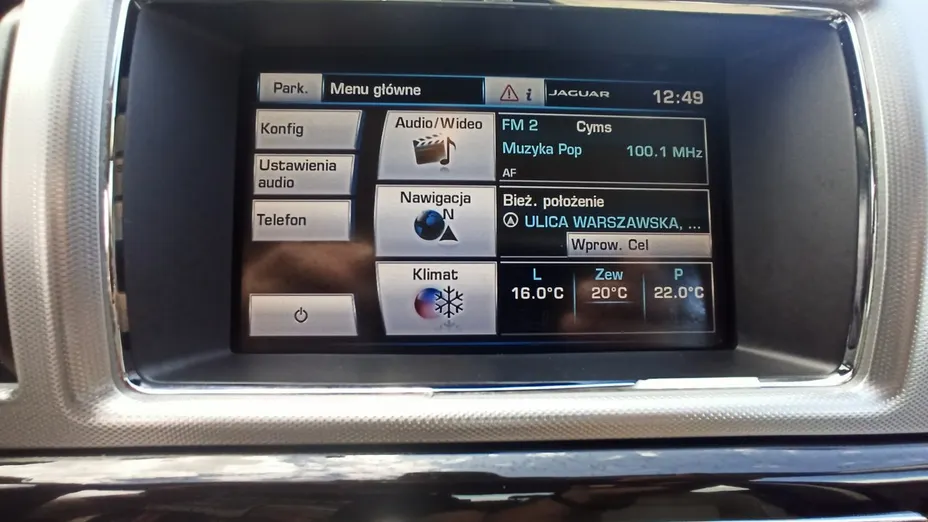 Park.
Menu główne
i
JAGUAR
12:49
Konfig
Ustawienia
audio
Telefon
Audio/Wideo
FM 2
Cyms
Muzyka Pop
100.1 MHz
AF
Nawigacja
N
Bież. położenie
ULICA WARSZAWSKA, ...
Wprow. Cel
Klimat
L
Zew
P
16.0°C
20°C
22.0°C